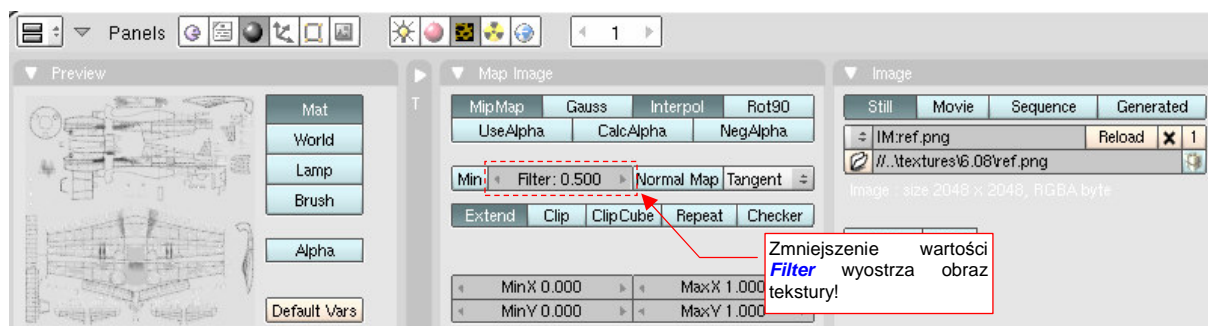 Panels 1
Preview
Mat
World
Lamp
Brush
Alpha
Default Vars
T
Map Image
MipMap Gauss Interpol Rot90
UseAlpha CalcAlpha NegAlpha
Min Filter: 0.500 Normal Map Tangent
Extend Clip ClipCube Repeat Checker
MinX 0.000 MaxX 1.000
MinY 0.000 MaxY 1.000
Zmniejszenie wartości
Filter wyostrza obraz
tekstury!
Image
Still Movie Sequence Generated
IM:ref.png Reload 1
//..\textures\6.08\ref.png
Image : size 2048 x 2048, RGBA byte